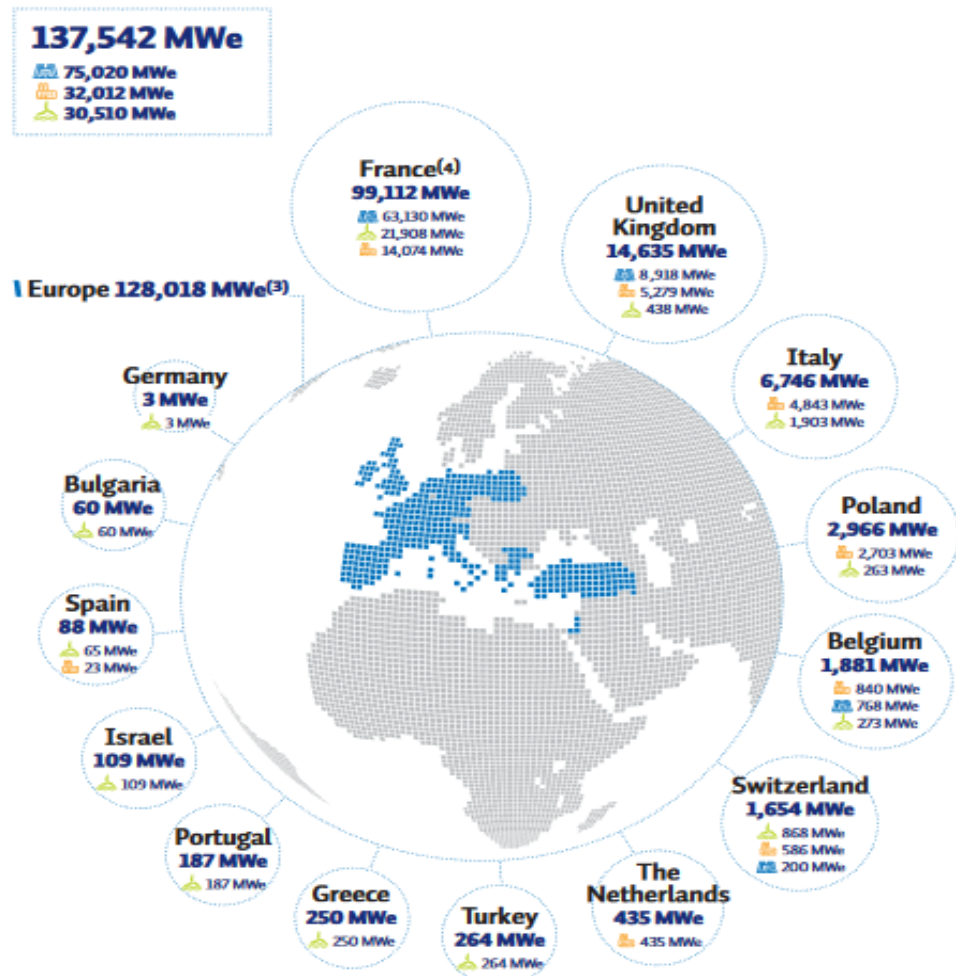 137,542 MWe
75,020 MWe
32,012 MWe
30,510 MWe
France(4)
99,112 MWe
63,130 MWe
21,908 MWe
14,074 MWe
United
Kingdom
14,635 MWe
8,918 MWe
5,279 MWe
438 MWe
Europe 128,018 MWe(3)
Italy
6,746 MWe
4,843 MWe
1,903 MWe
Germany
3 MWe
3 MWe
Bulgaria
60 MWe
60 MWe
Poland
2,966 MWe
2,703 MWe
263 MWe
Spain
88 MWe
65 MWe
23 MWe
Belgium
1,881 MWe
840 MWe
768 MWe
273 MWe
Israel
109 MWe
109 MWe
Switzerland
1,654 MWe
868 MWe
586 MWe
200 MWe
Portugal
187 MWe
187 MWe
Greece
250 MWe
250 MWe
Turkey
264 MWe
264 MWe
The
Netherlands
435 MWe
435 MWe